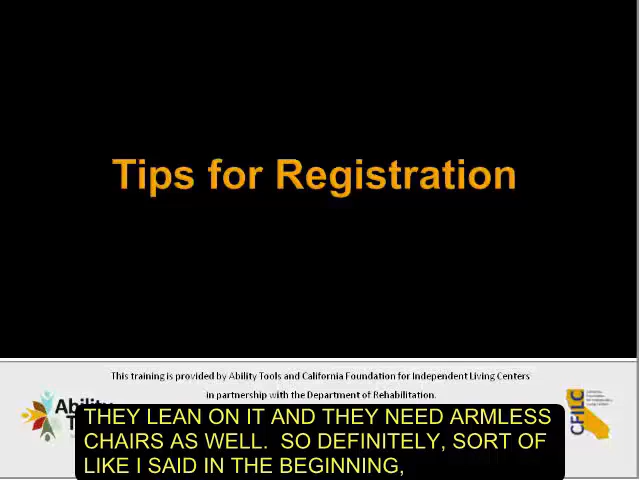 Tips for Registration
This training is provided by Ability Tools and California Foundation for Independent Living Centers
in partnership with the Department of Rehabilitation.
Ability
CFILC
THEY LEAN ON IT AND THEY NEED ARMLESS
CHAIRS AS WELL. SO DEFINITELY, SORT OF
LIKE I SAID IN THE BEGINNING,